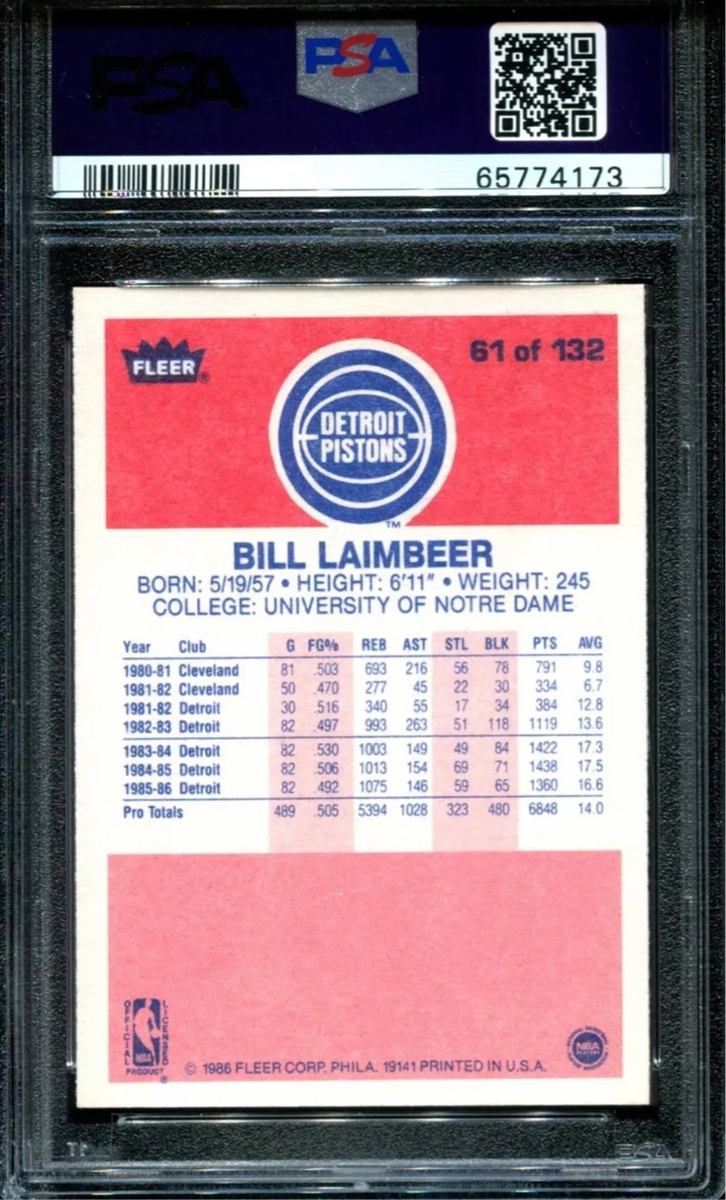 PSA PSA
65774173
FLEER® 61 of 132
DETROIT
PISTONS
TM
BILL LAIMBEER
BORN: 5/19/57 • HEIGHT: 6'11" • WEIGHT: 245
COLLEGE: UNIVERSITY OF NOTRE DAME
Year Club G FG% REB AST STL BLK PTS AVG
1980-81 Cleveland 81 .503 693 216 56 78 791 9.8
1981-82 Cleveland 50 .470 277 45 22 30 334 6.7
1981-82 Detroit 30 .516 340 55 17 34 384 12.8
1982-83 Detroit 82 .497 993 263 51 118 1119 13.6
1983-84 Detroit 82 .530 1003 149 49 84 1422 17.3
1984-85 Detroit 82 .506 1013 154 69 71 1438 17.5
1985-86 Detroit 82 .492 1075 146 59 65 1360 16.6
Pro Totals 489 .505 5394 1028 323 480 6848 14.0
OFFICIAL LICENSED
NBA
PRODUCT®
© 1986 FLEER CORP. PHILA. 19141 PRINTED IN U.S.A.
NBA
PSA